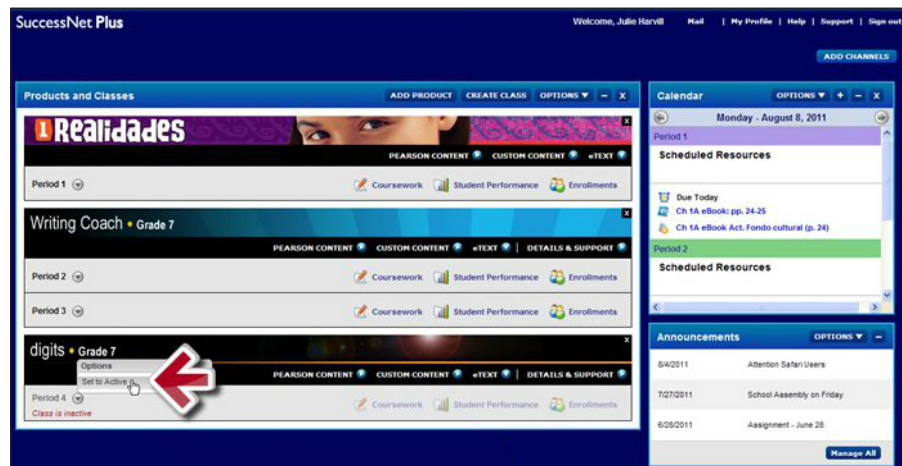 SuccessNet Plus
Welcome, Julie Harvill Mail | My Profile | Help | Support | Sign out
ADD CHANNELS
Products and Classes ADD PRODUCT CREATE CLASS OPTIONS
Realidades
PEARSON CONTENT CUSTOM CONTENT eTEXT
Period 1 Coursework Student Performance Enrollments
Writing Coach • Grade 7
PEARSON CONTENT CUSTOM CONTENT eTEXT | DETAILS & SUPPORT
Period 2 Coursework Student Performance Enrollments
Period 3 Coursework Student Performance Enrollments
digits • Grade 7
Options
Set to Active
PEARSON CONTENT CUSTOM CONTENT eTEXT | DETAILS & SUPPORT
Period 4 Coursework Student Performance Enrollments
Class is inactive
Calendar OPTIONS
Monday - August 8, 2011
Period 1
Scheduled Resources
Due Today
Ch 1A eBook: pp. 24-25
Ch 1A eBook Act. Fondo cultural (p. 24)
Period 2
Scheduled Resources
Announcements OPTIONS
8/4/2011 Attention Safari Users
7/27/2011 School Assembly on Friday
6/28/2011 Assignment - June 28
Manage All